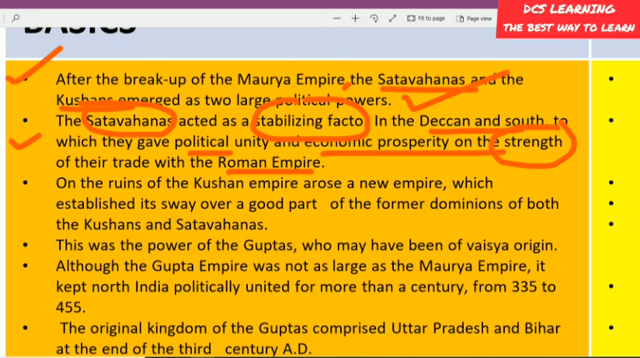 DCS LEARNING
THE BEST WAY TO LEARN
Fit to page
Page view
BASICS
• After the break-up of the Maurya Empire the Satavahanas and the
Kushans emerged as two large political powers.
• The Satavahanas acted as a stabilizing facto In the Deccan and south to
which they gave political unity and economic prosperity on the strength
of their trade with the Roman Empire.
• On the ruins of the Kushan empire arose a new empire, which
established its sway over a good part of the former dominions of both
the Kushans and Satavahanas.
• This was the power of the Guptas, who may have been of vaisya origin.
• Although the Gupta Empire was not as large as the Maurya Empire, it
kept north India politically united for more than a century, from 335 to
455.
• The original kingdom of the Guptas comprised Uttar Pradesh and Bihar
at the end of the third century A.D.